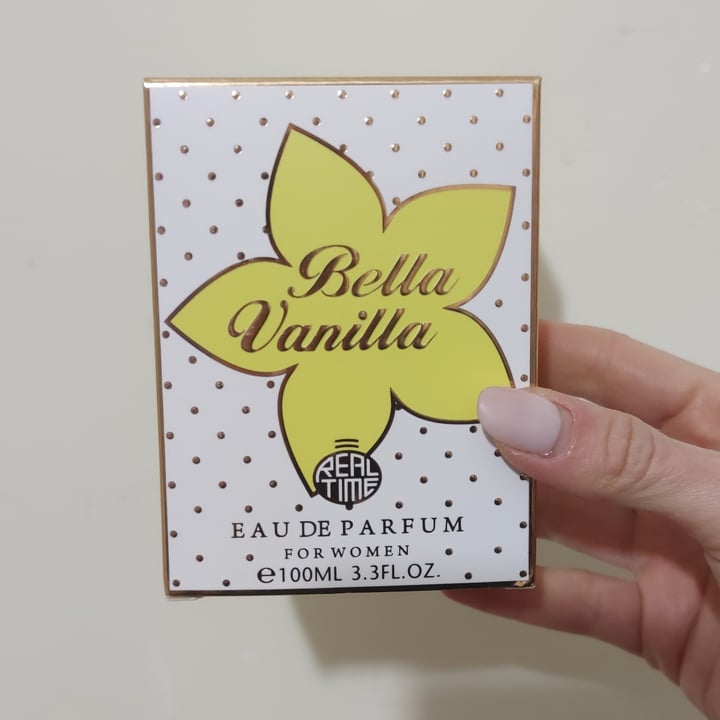 Bella
Vanilla
REAL
TIME
EAU DE PARFUM
FOR WOMEN
℮100ML 3.3FL.OZ.